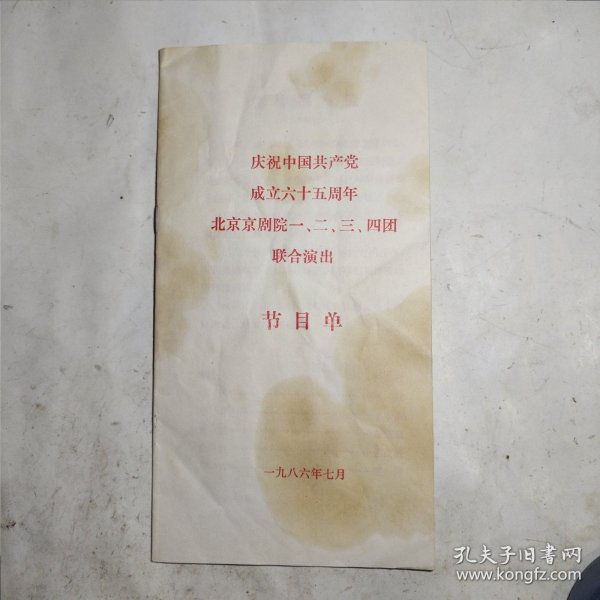 庆祝中国共产党
成立六十五周年
北京京剧院一、二、三、四团
联合演出
节目单
一九八六年七月
孔夫子旧书网
www.kongfz.com